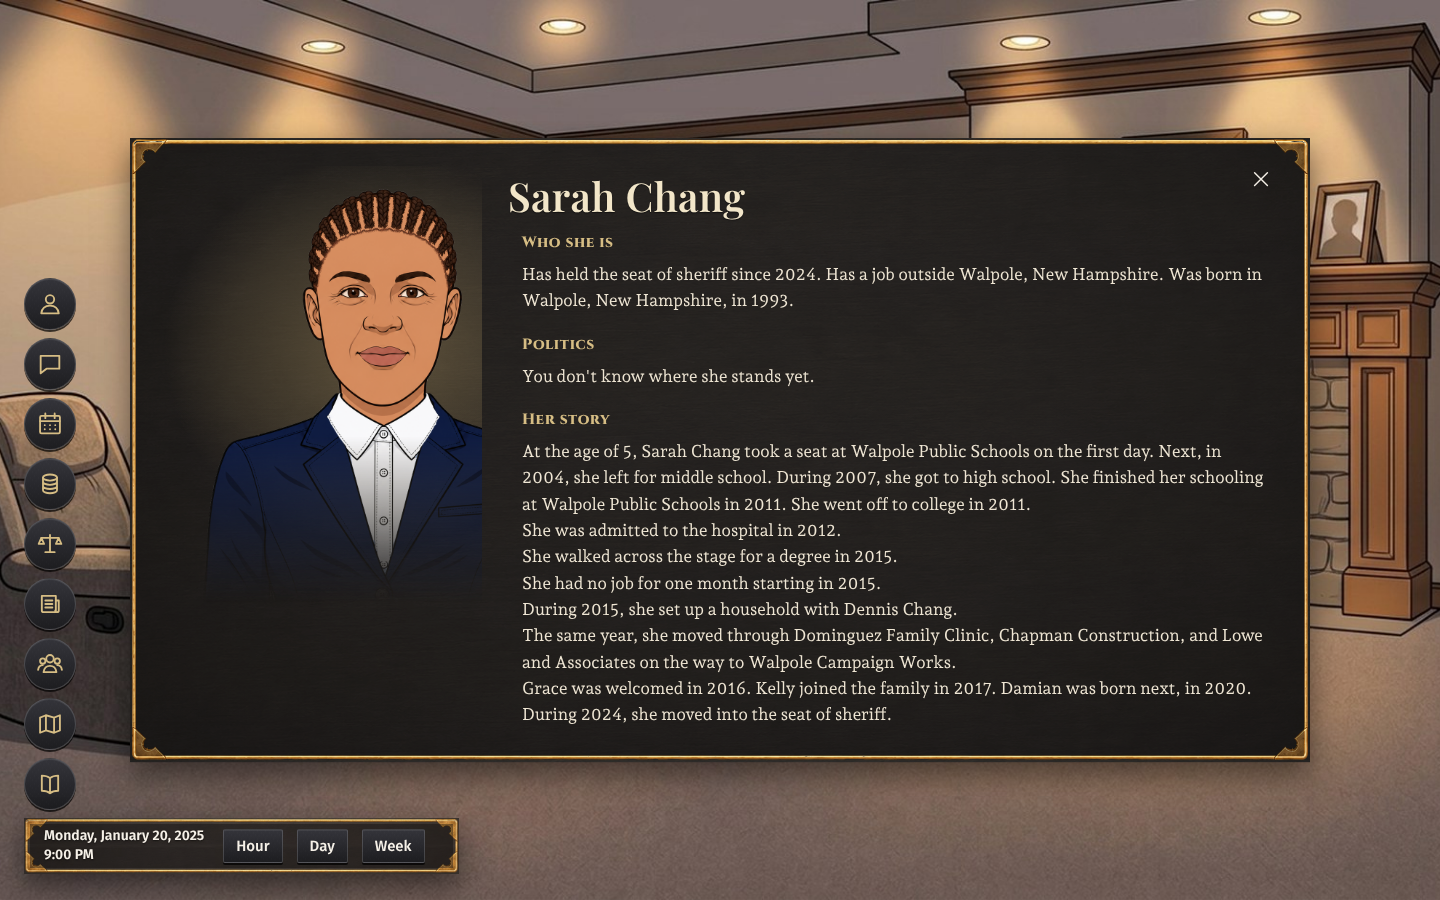 Sarah Chang
Who she is
Has held the seat of sheriff since 2024. Has a job outside Walpole, New Hampshire. Was born in
Walpole, New Hampshire, in 1993.
Politics
You don't know where she stands yet.
Her story
At the age of 5, Sarah Chang took a seat at Walpole Public Schools on the first day. Next, in
2004, she left for middle school. During 2007, she got to high school. She finished her schooling
at Walpole Public Schools in 2011. She went off to college in 2011.
She was admitted to the hospital in 2012.
She walked across the stage for a degree in 2015.
She had no job for one month starting in 2015.
During 2015, she set up a household with Dennis Chang.
The same year, she moved through Dominguez Family Clinic, Chapman Construction, and Lowe
and Associates on the way to Walpole Campaign Works.
Grace was welcomed in 2016. Kelly joined the family in 2017. Damian was born next, in 2020.
During 2024, she moved into the seat of sheriff.
Monday, January 20, 2025
9:00 PM
Hour
Day
Week